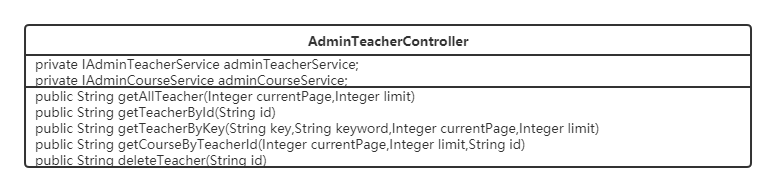 AdminTeacherController
private IAdminTeacherService adminTeacherService;
private IAdminCourseService adminCourseService;
public String getAllTeacher(Integer currentPage,Integer limit)
public String getTeacherById(String id)
public String getTeacherByKey(String key,String keyword,Integer currentPage,Integer limit)
public String getCourseByTeacherId(Integer currentPage,Integer limit,String id)
public String deleteTeacher(String id)